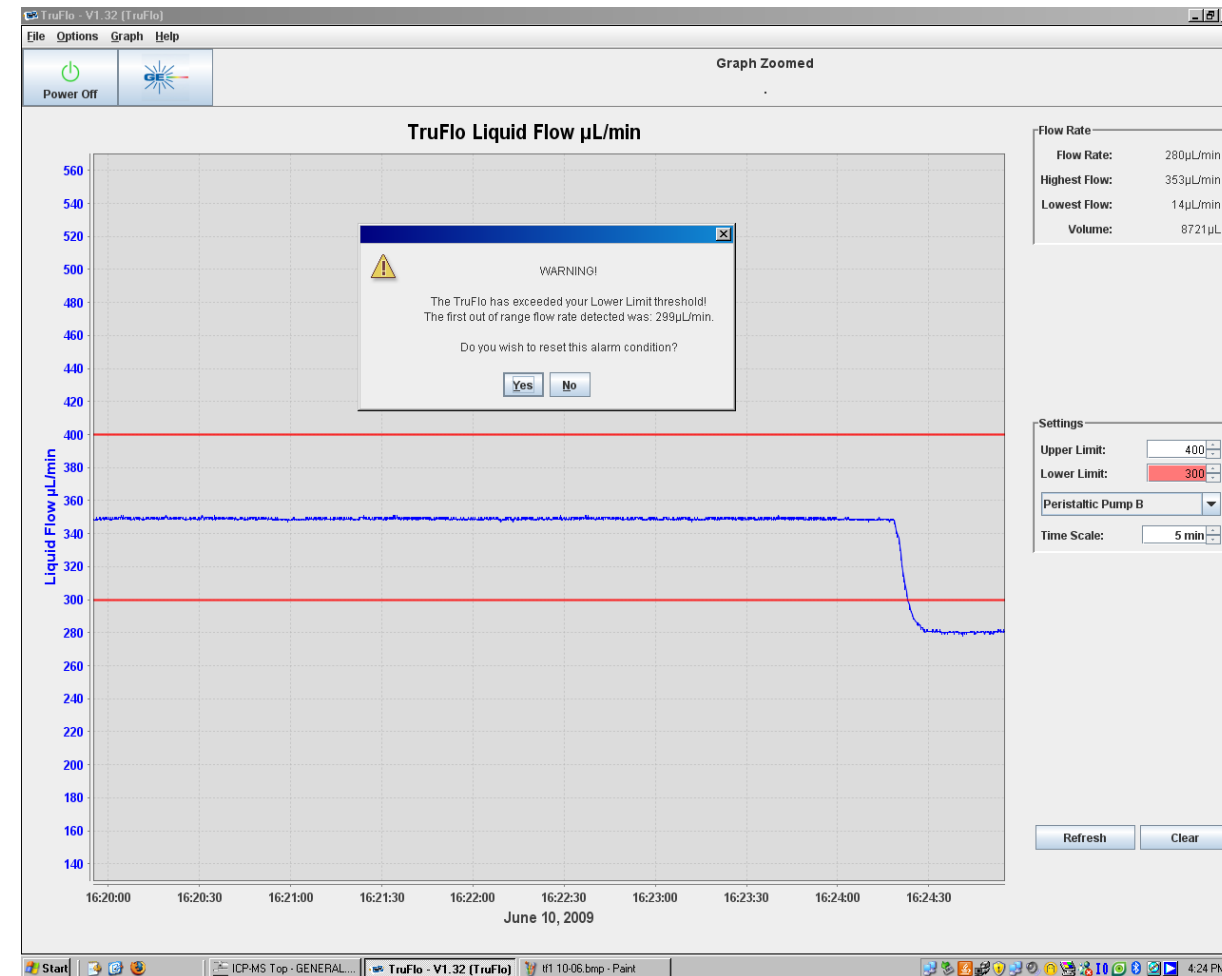 TruFlo - V1.32 [TruFlo]
File Options Graph Help
Power Off
GE
Graph Zoomed
.
TruFlo Liquid Flow µL/min
Flow Rate
Flow Rate: 280µL/min
Highest Flow: 353µL/min
Lowest Flow: 14µL/min
Volume: 8721µL
560
540
520
500
480
460
440
420
400
380
360
340
320
300
280
260
240
220
200
180
160
140
Liquid Flow µL/min
WARNING!
The TruFlo has exceeded your Lower Limit threshold!
The first out of range flow rate detected was: 299µL/min.
Do you wish to reset this alarm condition?
Yes No
Settings
Upper Limit: 400
Lower Limit: 300
Peristaltic Pump B
Time Scale: 5 min
Refresh Clear
16:20:00 16:20:30 16:21:00 16:21:30 16:22:00 16:22:30 16:23:00 16:23:30 16:24:00 16:24:30
June 10, 2009
Start ICP-MS Top - GENERAL.... TruFlo - V1.32 [TruFlo] tf1 10-06.bmp - Paint 4:24 PM